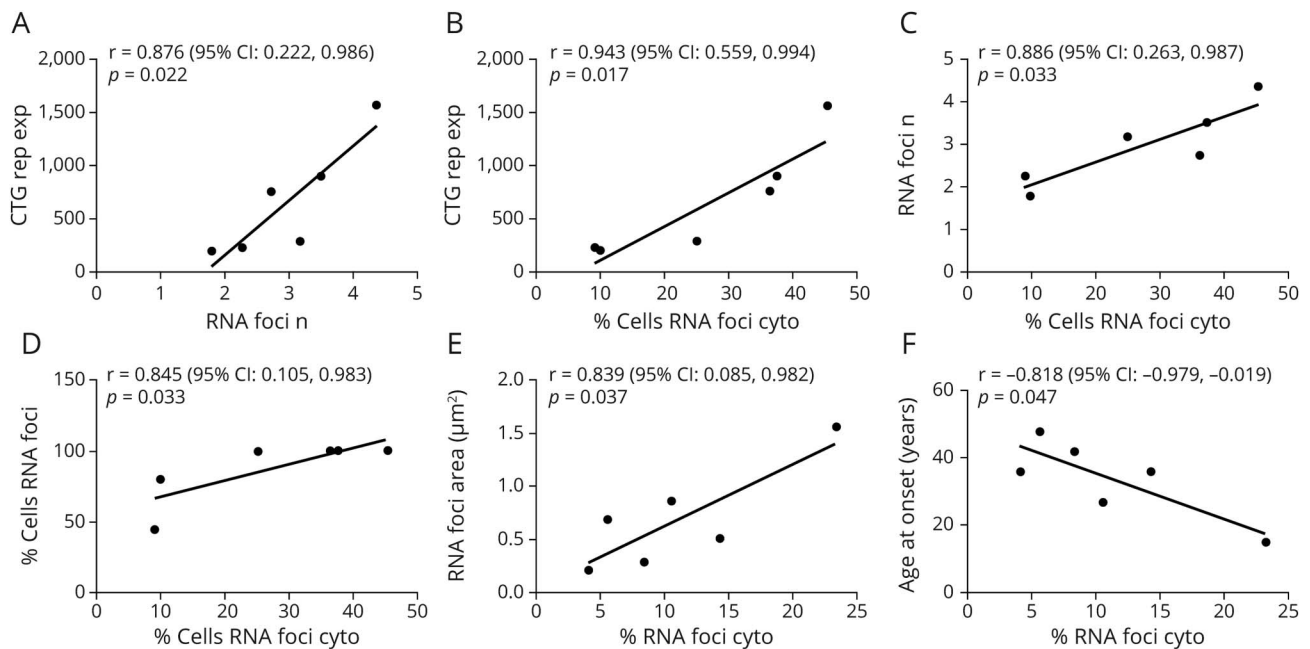 A
r = 0.876 (95% CI: 0.222, 0.986)
p = 0.022
2,000
1,500
1,000
500
0
CTG rep exp
0 1 2 3 4 5
RNA foci n
B
r = 0.943 (95% CI: 0.559, 0.994)
p = 0.017
2,000
1,500
1,000
500
0
CTG rep exp
0 10 20 30 40 50
% Cells RNA foci cyto
C
r = 0.886 (95% CI: 0.263, 0.987)
p = 0.033
5
4
3
2
1
0
RNA foci n
0 10 20 30 40 50
% Cells RNA foci cyto
D
r = 0.845 (95% CI: 0.105, 0.983)
p = 0.033
150
100
50
0
% Cells RNA foci
0 10 20 30 40 50
% Cells RNA foci cyto
E
r = 0.839 (95% CI: 0.085, 0.982)
p = 0.037
2.0
1.5
1.0
0.5
0.0
RNA foci area (μm²)
0 5 10 15 20 25
% RNA foci cyto
F
r = –0.818 (95% CI: –0.979, –0.019)
p = 0.047
60
40
20
0
Age at onset (years)
0 5 10 15 20 25
% RNA foci cyto